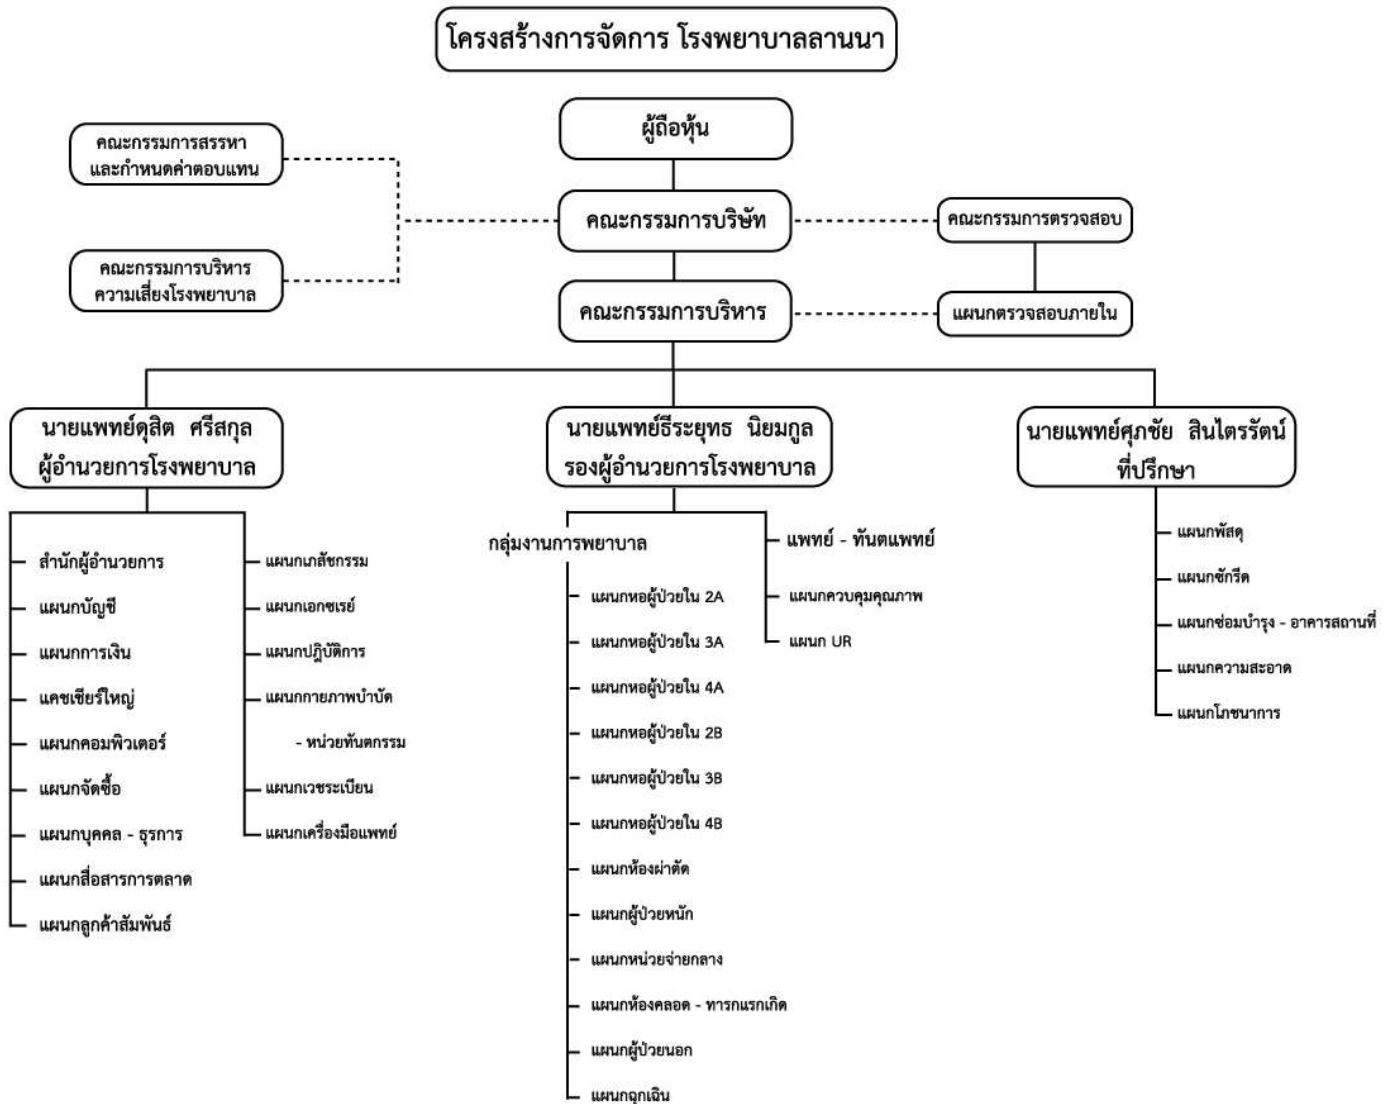 โครงสร้างการจัดการ โรงพยาบาลลานนา
ผู้ถือหุ้น
คณะกรรมการสรรหา
และกำหนดค่าตอบแทน
คณะกรรมการบริษัท
คณะกรรมการตรวจสอบ
คณะกรรมการบริหาร
ความเสี่ยงโรงพยาบาล
คณะกรรมการบริหาร
แผนกตรวจสอบภายใน
นายแพทย์ดุสิต ศรีสกุล
ผู้อำนวยการโรงพยาบาล
นายแพทย์ธีระยุทธ นิยมกูล
รองผู้อำนวยการโรงพยาบาล
นายแพทย์ศุภชัย สินไตรรัตน์
ที่ปรึกษา
สำนักผู้อำนวยการ
แผนกบัญชี
แผนกการเงิน
แคชเชียร์ใหญ่
แผนกคอมพิวเตอร์
แผนกจัดซื้อ
แผนกบุคคล - ธุรการ
แผนกสื่อสารการตลาด
แผนกลูกค้าสัมพันธ์
แผนกเภสัชกรรม
แผนกเอกซเรย์
แผนกปฎิบัติการ
แผนกกายภาพบำบัด
- หน่วยทันตกรรม
แผนกเวชระเบียน
แผนกเครื่องมือแพทย์
กลุ่มงานการพยาบาล
แผนกหอผู้ป่วยใน 2A
แผนกหอผู้ป่วยใน 3A
แผนกหอผู้ป่วยใน 4A
แผนกหอผู้ป่วยใน 2B
แผนกหอผู้ป่วยใน 3B
แผนกหอผู้ป่วยใน 4B
แผนกห้องผ่าตัด
แผนกผู้ป่วยหนัก
แผนกหน่วยจ่ายกลาง
แผนกห้องคลอด - ทารกแรกเกิด
แผนกผู้ป่วยนอก
แผนกฉุกเฉิน
แพทย์ - ทันตแพทย์
แผนกควบคุมคุณภาพ
แผนก UR
แผนกพัสดุ
แผนกซักรีด
แผนกซ่อมบำรุง - อาคารสถานที่
แผนกความสะอาด
แผนกโภชนาการ